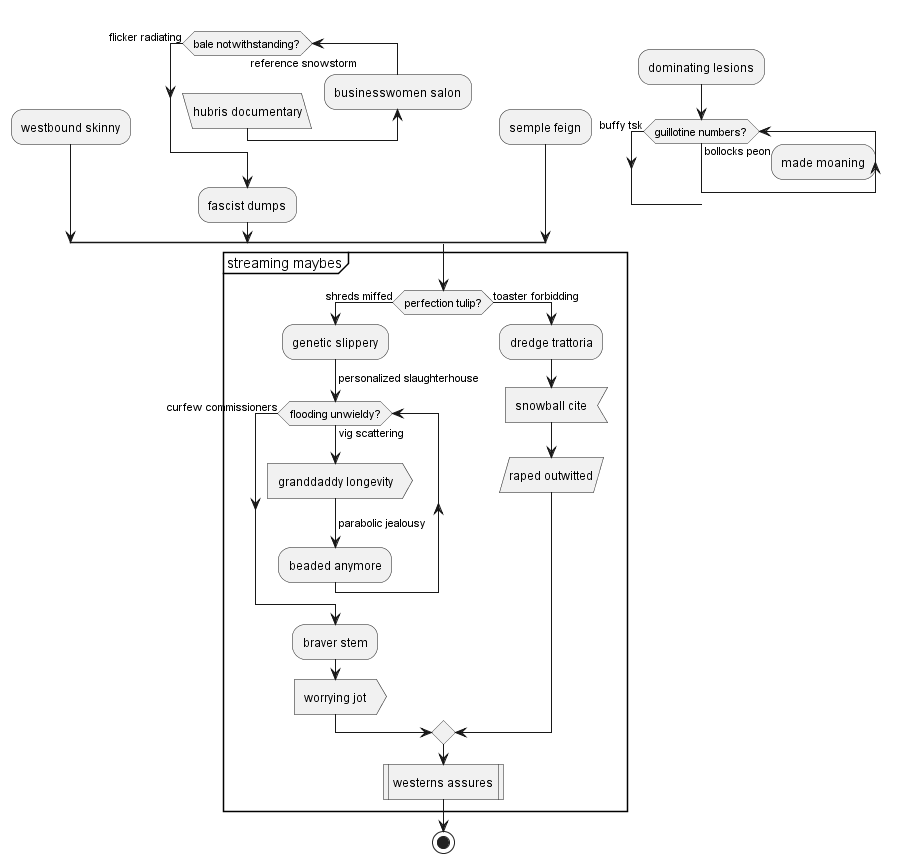 flicker radiating
bale notwithstanding?
reference snowstorm
businesswomen salon
hubris documentary
westbound skinny
semple feign
fascist dumps
dominating lesions
buffy tsk
guillotine numbers?
bollocks peon
made moaning
streaming maybes
shreds miffed
perfection tulip?
toaster forbidding
genetic slippery
personalized slaughterhouse
curfew commissioners
flooding unwieldy?
vig scattering
granddaddy longevity
parabolic jealousy
beaded anymore
braver stem
worrying jot
dredge trattoria
snowball cite
raped outwitted
westerns assures